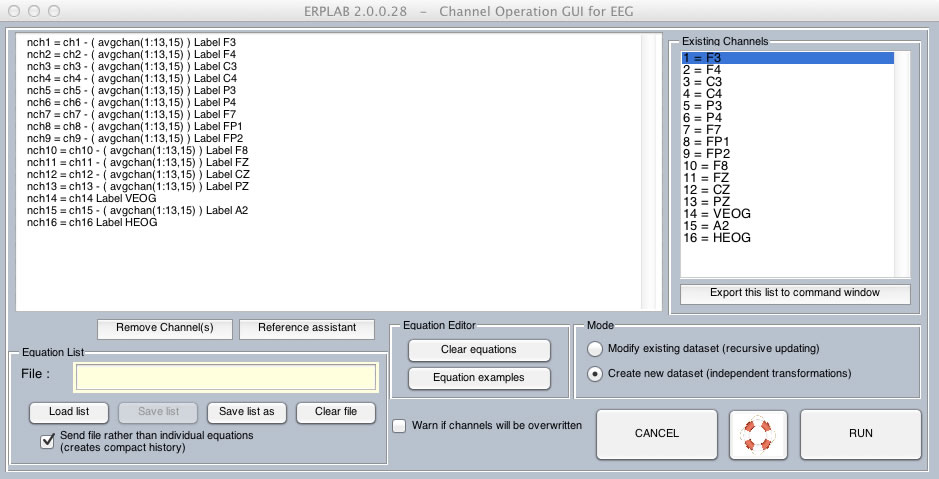 ERPLAB 2.0.0.28 - Channel Operation GUI for EEG
nch1 = ch1 - ( avgchan(1:13,15) ) Label F3
nch2 = ch2 - ( avgchan(1:13,15) ) Label F4
nch3 = ch3 - ( avgchan(1:13,15) ) Label C3
nch4 = ch4 - ( avgchan(1:13,15) ) Label C4
nch5 = ch5 - ( avgchan(1:13,15) ) Label P3
nch6 = ch6 - ( avgchan(1:13,15) ) Label P4
nch7 = ch7 - ( avgchan(1:13,15) ) Label F7
nch8 = ch8 - ( avgchan(1:13,15) ) Label FP1
nch9 = ch9 - ( avgchan(1:13,15) ) Label FP2
nch10 = ch10 - ( avgchan(1:13,15) ) Label F8
nch11 = ch11 - ( avgchan(1:13,15) ) Label FZ
nch12 = ch12 - ( avgchan(1:13,15) ) Label CZ
nch13 = ch13 - ( avgchan(1:13,15) ) Label PZ
nch14 = ch14 Label VEOG
nch15 = ch15 - ( avgchan(1:13,15) ) Label A2
nch16 = ch16 Label HEOG
Existing Channels
1 = F3
2 = F4
3 = C3
4 = C4
5 = P3
6 = P4
7 = F7
8 = FP1
9 = FP2
10 = F8
11 = FZ
12 = CZ
13 = PZ
14 = VEOG
15 = A2
16 = HEOG
Export this list to command window
Remove Channel(s)
Reference assistant
Equation List
File :
Load list
Save list
Save list as
Clear file
Send file rather than individual equations
(creates compact history)
Equation Editor
Clear equations
Equation examples
Mode
Modify existing dataset (recursive updating)
Create new dataset (independent transformations)
Warn if channels will be overwritten
CANCEL
RUN